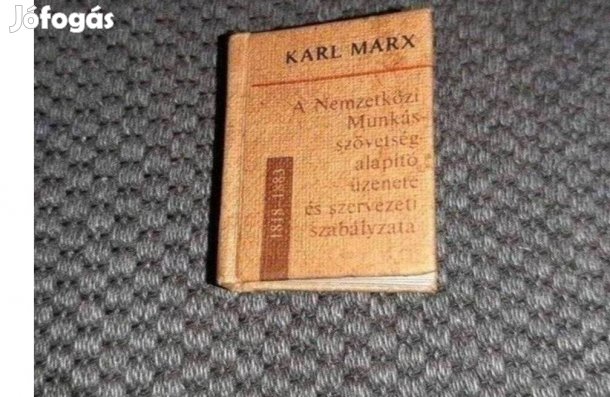 Jófogás
KARL MARX
A Nemzetközi
Munkás-
szövetség
alapító
üzenete
és szervezeti
szabályzata
1818–1883